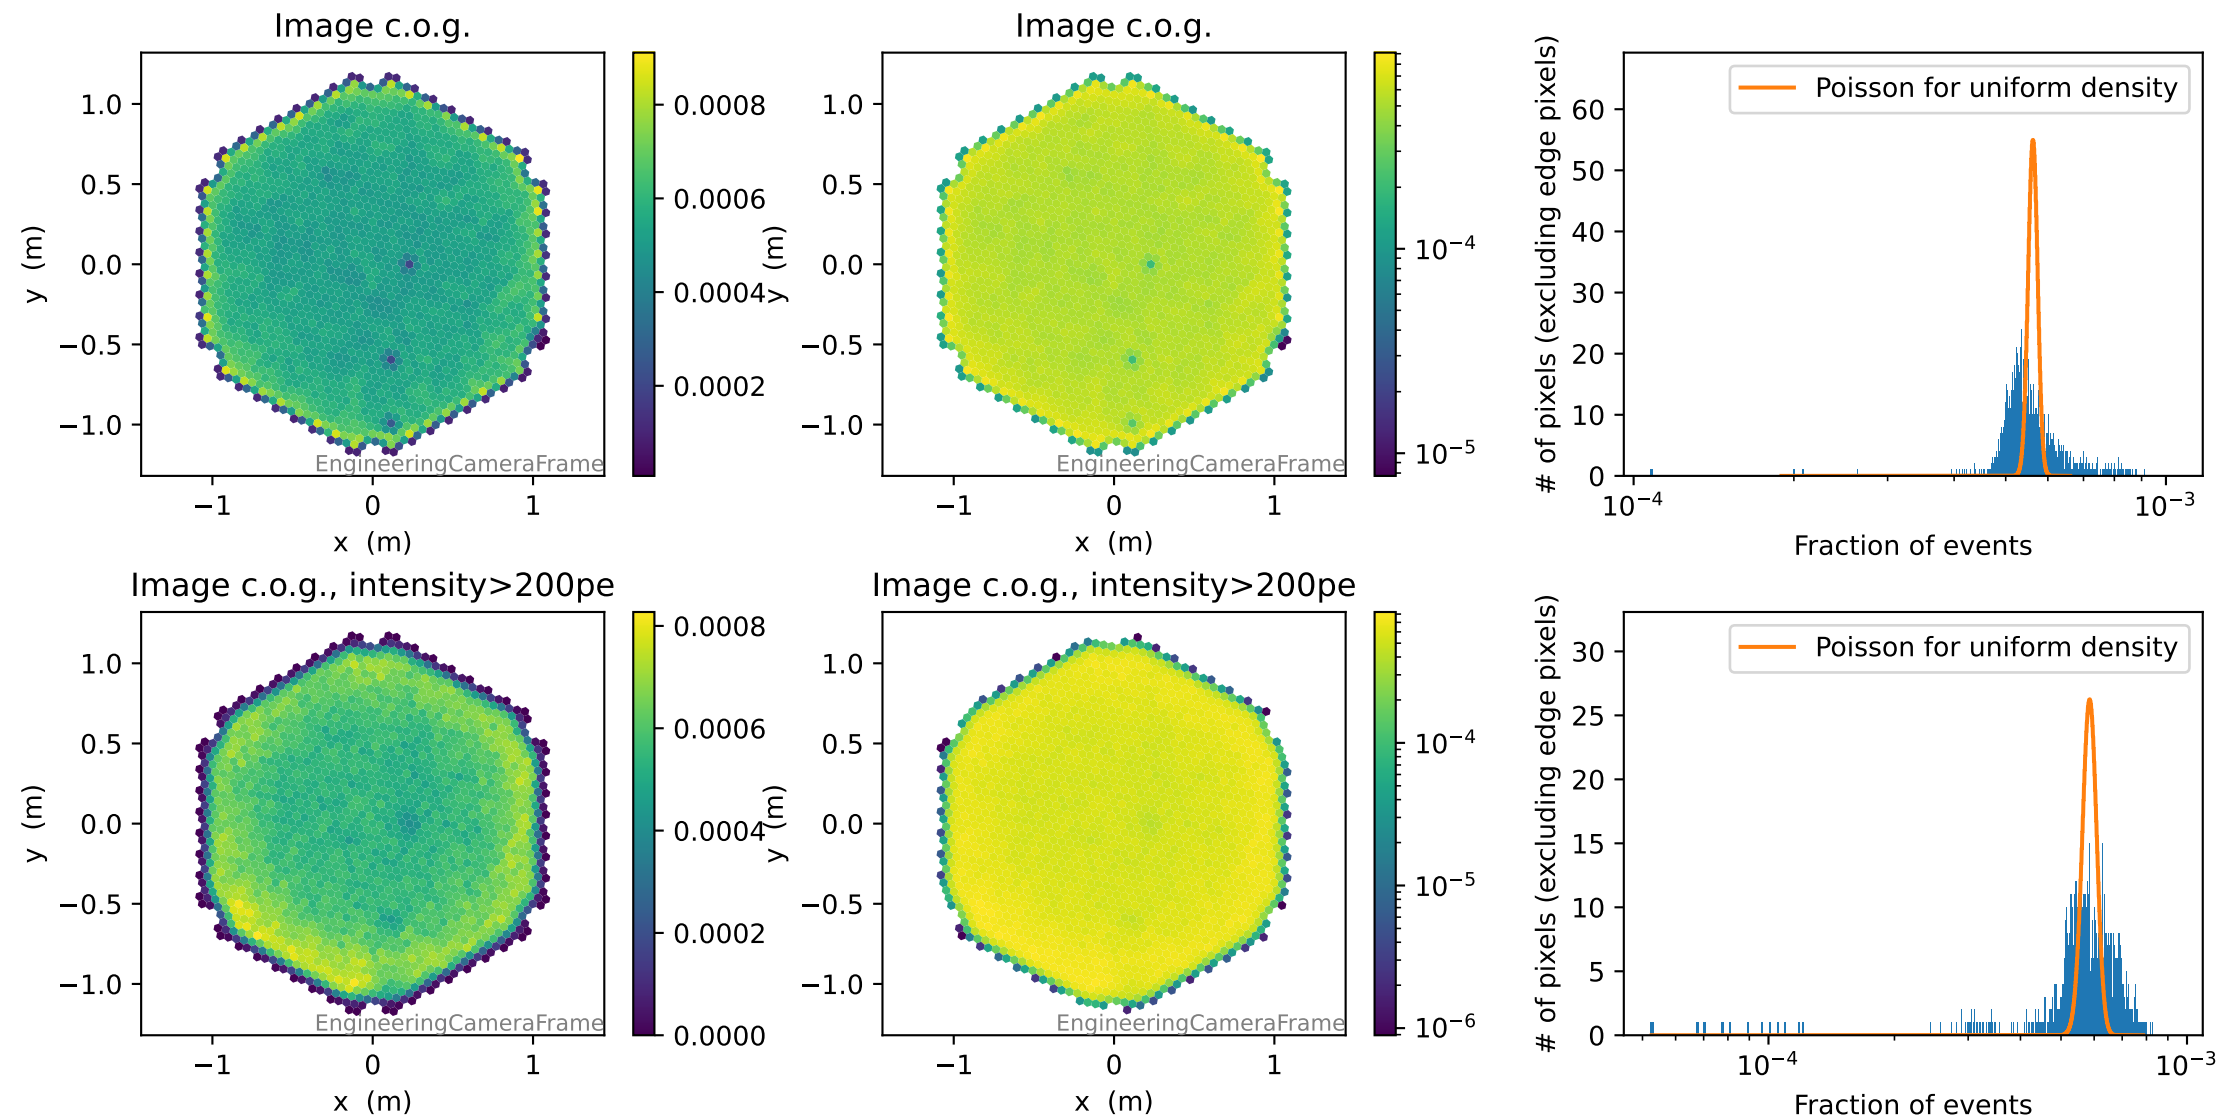 Image c.o.g.
y (m)
1.0
0.5
0.0
−0.5
−1.0
−1
0
1
x (m)
EngineeringCameraFrame
0.0008
0.0006
0.0004
0.0002
Image c.o.g.
y (m)
1.0
0.5
0.0
−0.5
−1.0
−1
0
1
x (m)
EngineeringCameraFrame
10−4
10−5
# of pixels (excluding edge pixels)
60
50
40
30
20
10
0
Poisson for uniform density
10−4
10−3
Fraction of events
Image c.o.g., intensity>200pe
y (m)
1.0
0.5
0.0
−0.5
−1.0
−1
0
1
x (m)
EngineeringCameraFrame
0.0008
0.0006
0.0004
0.0002
0.0000
Image c.o.g., intensity>200pe
y (m)
1.0
0.5
0.0
−0.5
−1.0
−1
0
1
x (m)
EngineeringCameraFrame
10−4
10−5
10−6
# of pixels (excluding edge pixels)
30
25
20
15
10
5
0
Poisson for uniform density
10−4
10−3
Fraction of events